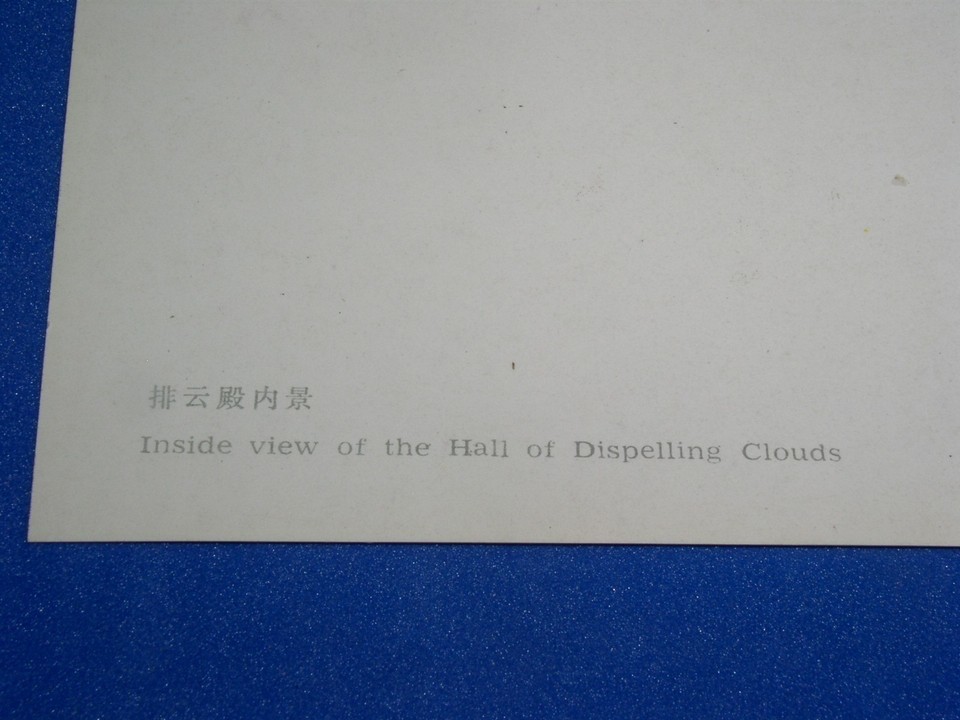 排云殿内景
Inside view of the Hall of Dispelling Clouds